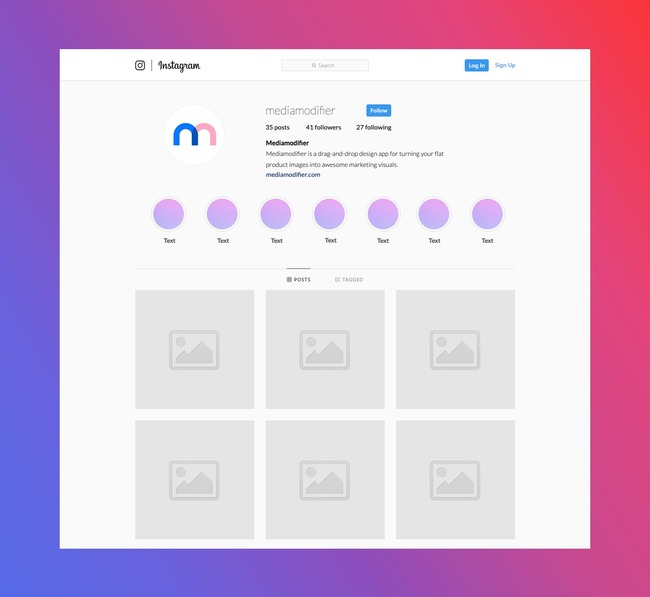 Instagram
Search
Log In
Sign Up
mediamodifier
Follow
35 posts 41 followers 27 following
Mediamodifier
Mediamodifier is a drag-and-drop design app for turning your flat
product images into awesome marketing visuals.
mediamodifier.com
Text Text Text Text Text Text Text
POSTS TAGGED